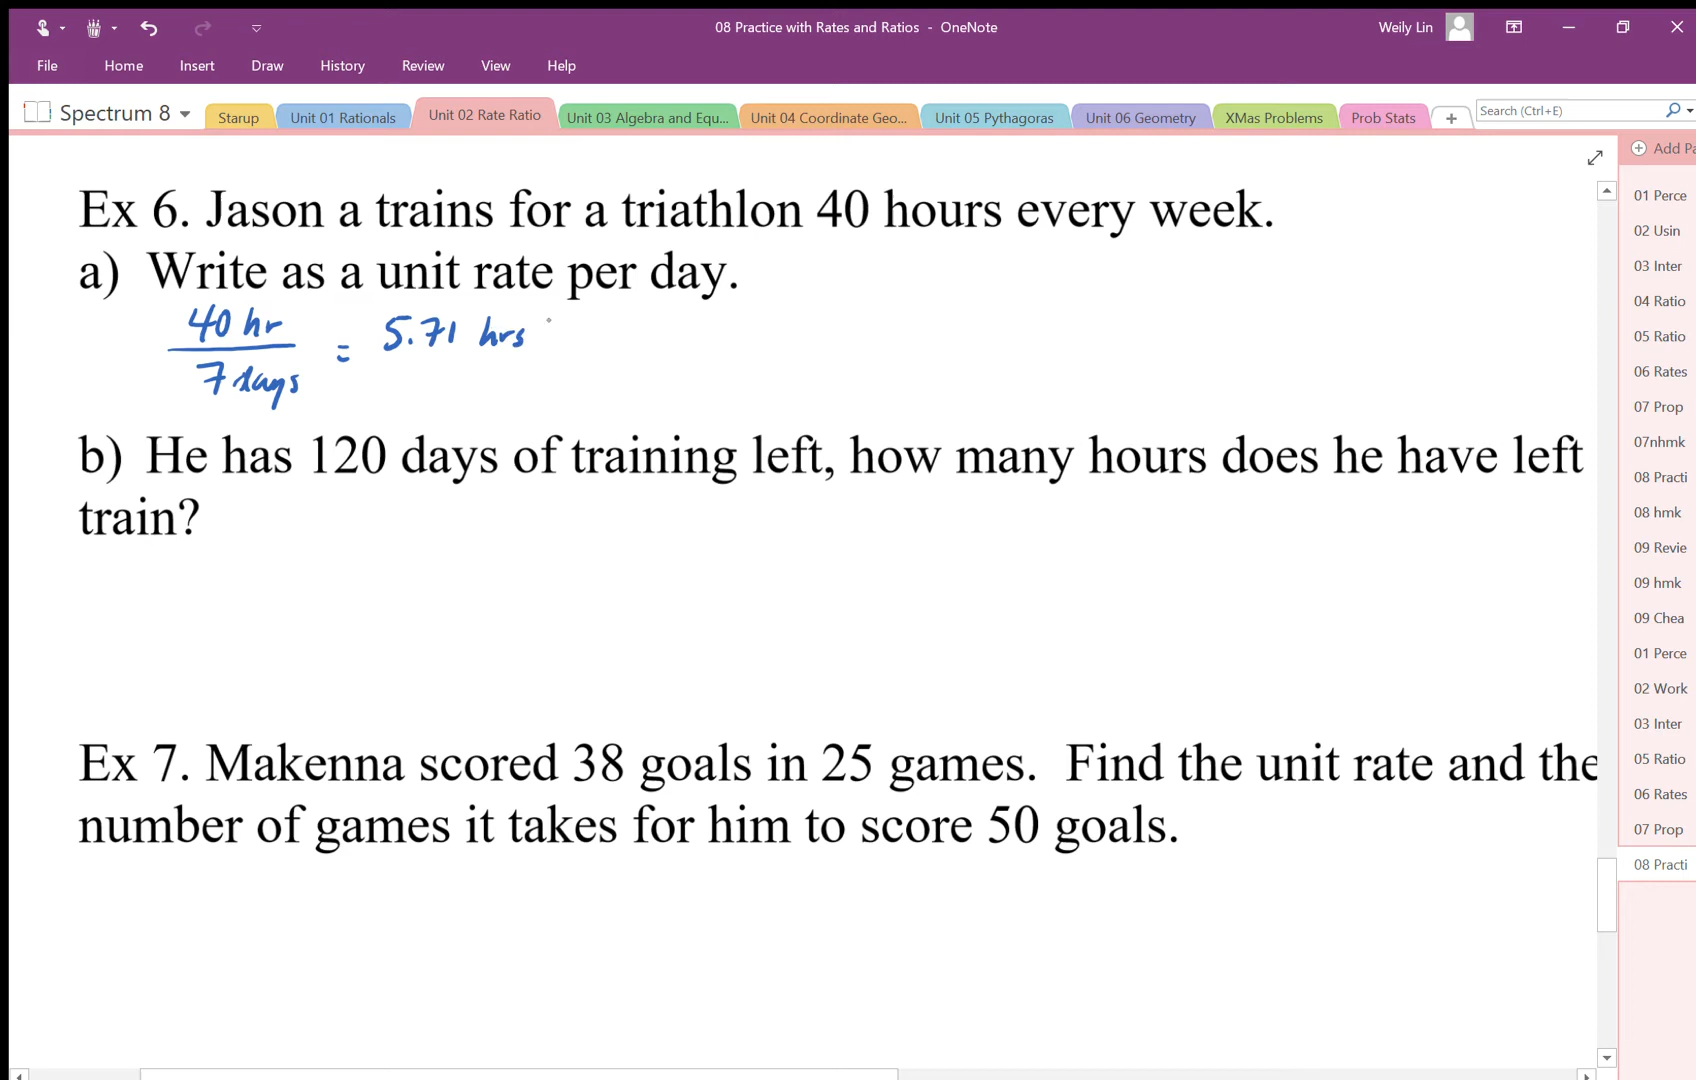 08 Practice with Rates and Ratios - OneNote
Weily Lin
File Home Insert Draw History Review View Help
Spectrum 8
Starup
Unit 01 Rationals
Unit 02 Rate Ratio
Unit 03 Algebra and Equ...
Unit 04 Coordinate Geo...
Unit 05 Pythagoras
Unit 06 Geometry
XMas Problems
Prob Stats
Search (Ctrl+E)
Ex 6. Jason a trains for a triathlon 40 hours every week.
a) Write as a unit rate per day.
40 hr
7 days
= 5.71 hrs
b) He has 120 days of training left, how many hours does he have left
train?
Ex 7. Makenna scored 38 goals in 25 games. Find the unit rate and the
number of games it takes for him to score 50 goals.
Add Pa
01 Perce
02 Usin
03 Inter
04 Ratio
05 Ratio
06 Rates
07 Prop
07nhmk
08 Practi
08 hmk
09 Revie
09 hmk
09 Chea
01 Perce
02 Work
03 Inter
05 Ratio
06 Rates
07 Prop
08 Practi